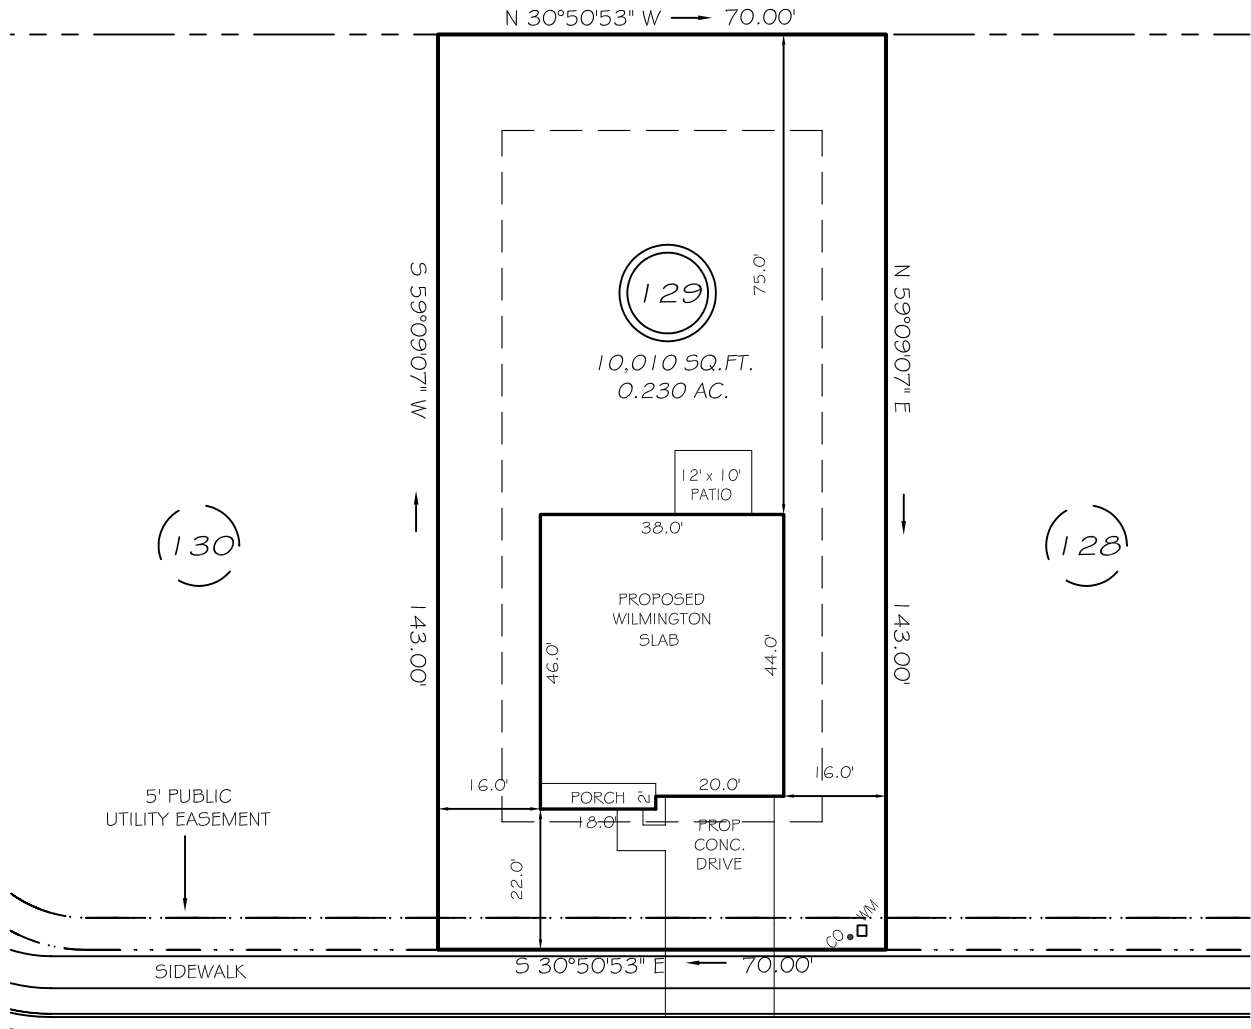 N 30°50'53" W 70.00'
S 59°09'07" W
143.00'
N 59°09'07" E
143.00'
75.0'
129
10,010 SQ.FT.
0.230 AC.
12' x 10'
PATIO
38.0'
130
128
PROPOSED
WILMINGTON
SLAB
46.0'
44.0'
16.0'
20.0'
16.0'
PORCH
2'
18.0'
PROP
CONC.
DRIVE
22.0'
5' PUBLIC
UTILITY EASEMENT
CO
WM
S 30°50'53" E 70.00'
SIDEWALK